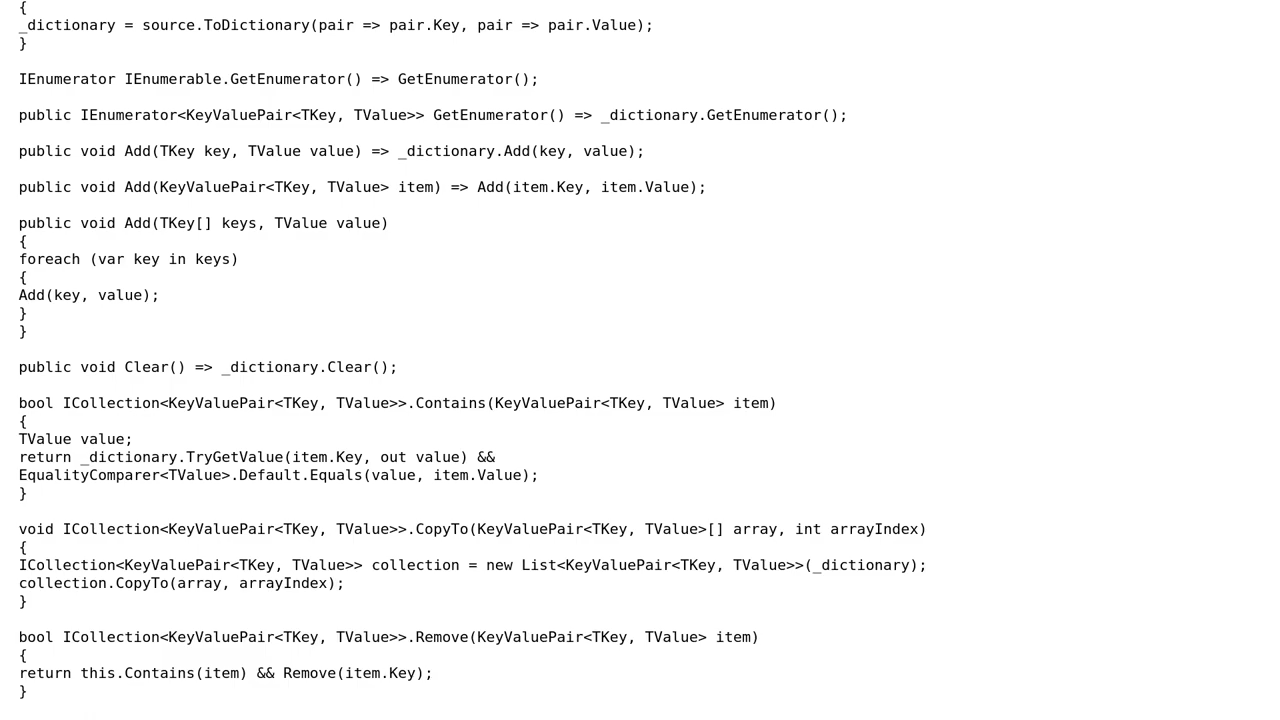 {
_dictionary = source.ToDictionary(pair => pair.Key, pair => pair.Value);
}
IEnumerator IEnumerable.GetEnumerator() => GetEnumerator();
public IEnumerator<KeyValuePair<TKey, TValue>> GetEnumerator() => _dictionary.GetEnumerator();
public void Add(TKey key, TValue value) => _dictionary.Add(key, value);
public void Add(KeyValuePair<TKey, TValue> item) => Add(item.Key, item.Value);
public void Add(TKey[] keys, TValue value)
{
foreach (var key in keys)
{
Add(key, value);
}
}
public void Clear() => _dictionary.Clear();
bool ICollection<KeyValuePair<TKey, TValue>>.Contains(KeyValuePair<TKey, TValue> item)
{
TValue value;
return _dictionary.TryGetValue(item.Key, out value) &&
EqualityComparer<TValue>.Default.Equals(value, item.Value);
}
void ICollection<KeyValuePair<TKey, TValue>>.CopyTo(KeyValuePair<TKey, TValue>[] array, int arrayIndex)
{
ICollection<KeyValuePair<TKey, TValue>> collection = new List<KeyValuePair<TKey, TValue>>(_dictionary);
collection.CopyTo(array, arrayIndex);
}
bool ICollection<KeyValuePair<TKey, TValue>>.Remove(KeyValuePair<TKey, TValue> item)
{
return this.Contains(item) && Remove(item.Key);
}